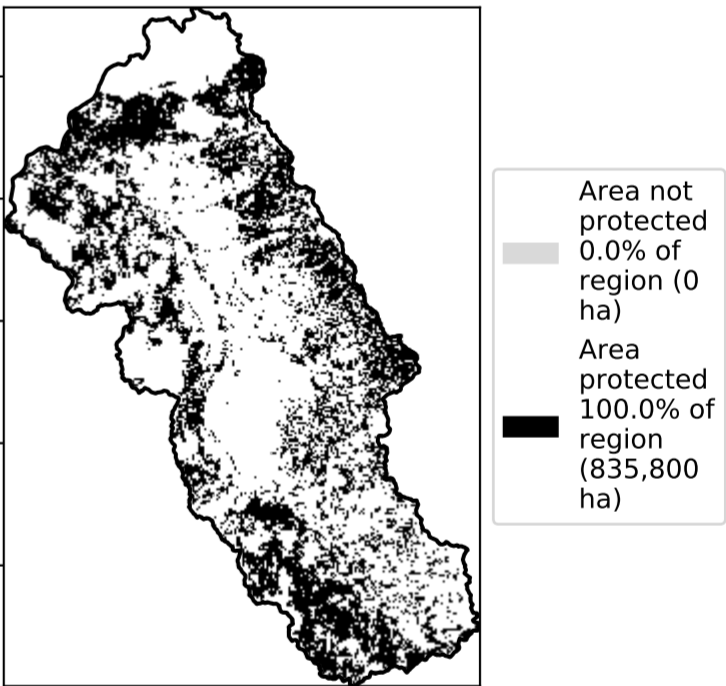 Area not
protected
0.0% of
region (0
ha)
Area
protected
100.0% of
region
(835,800
ha)